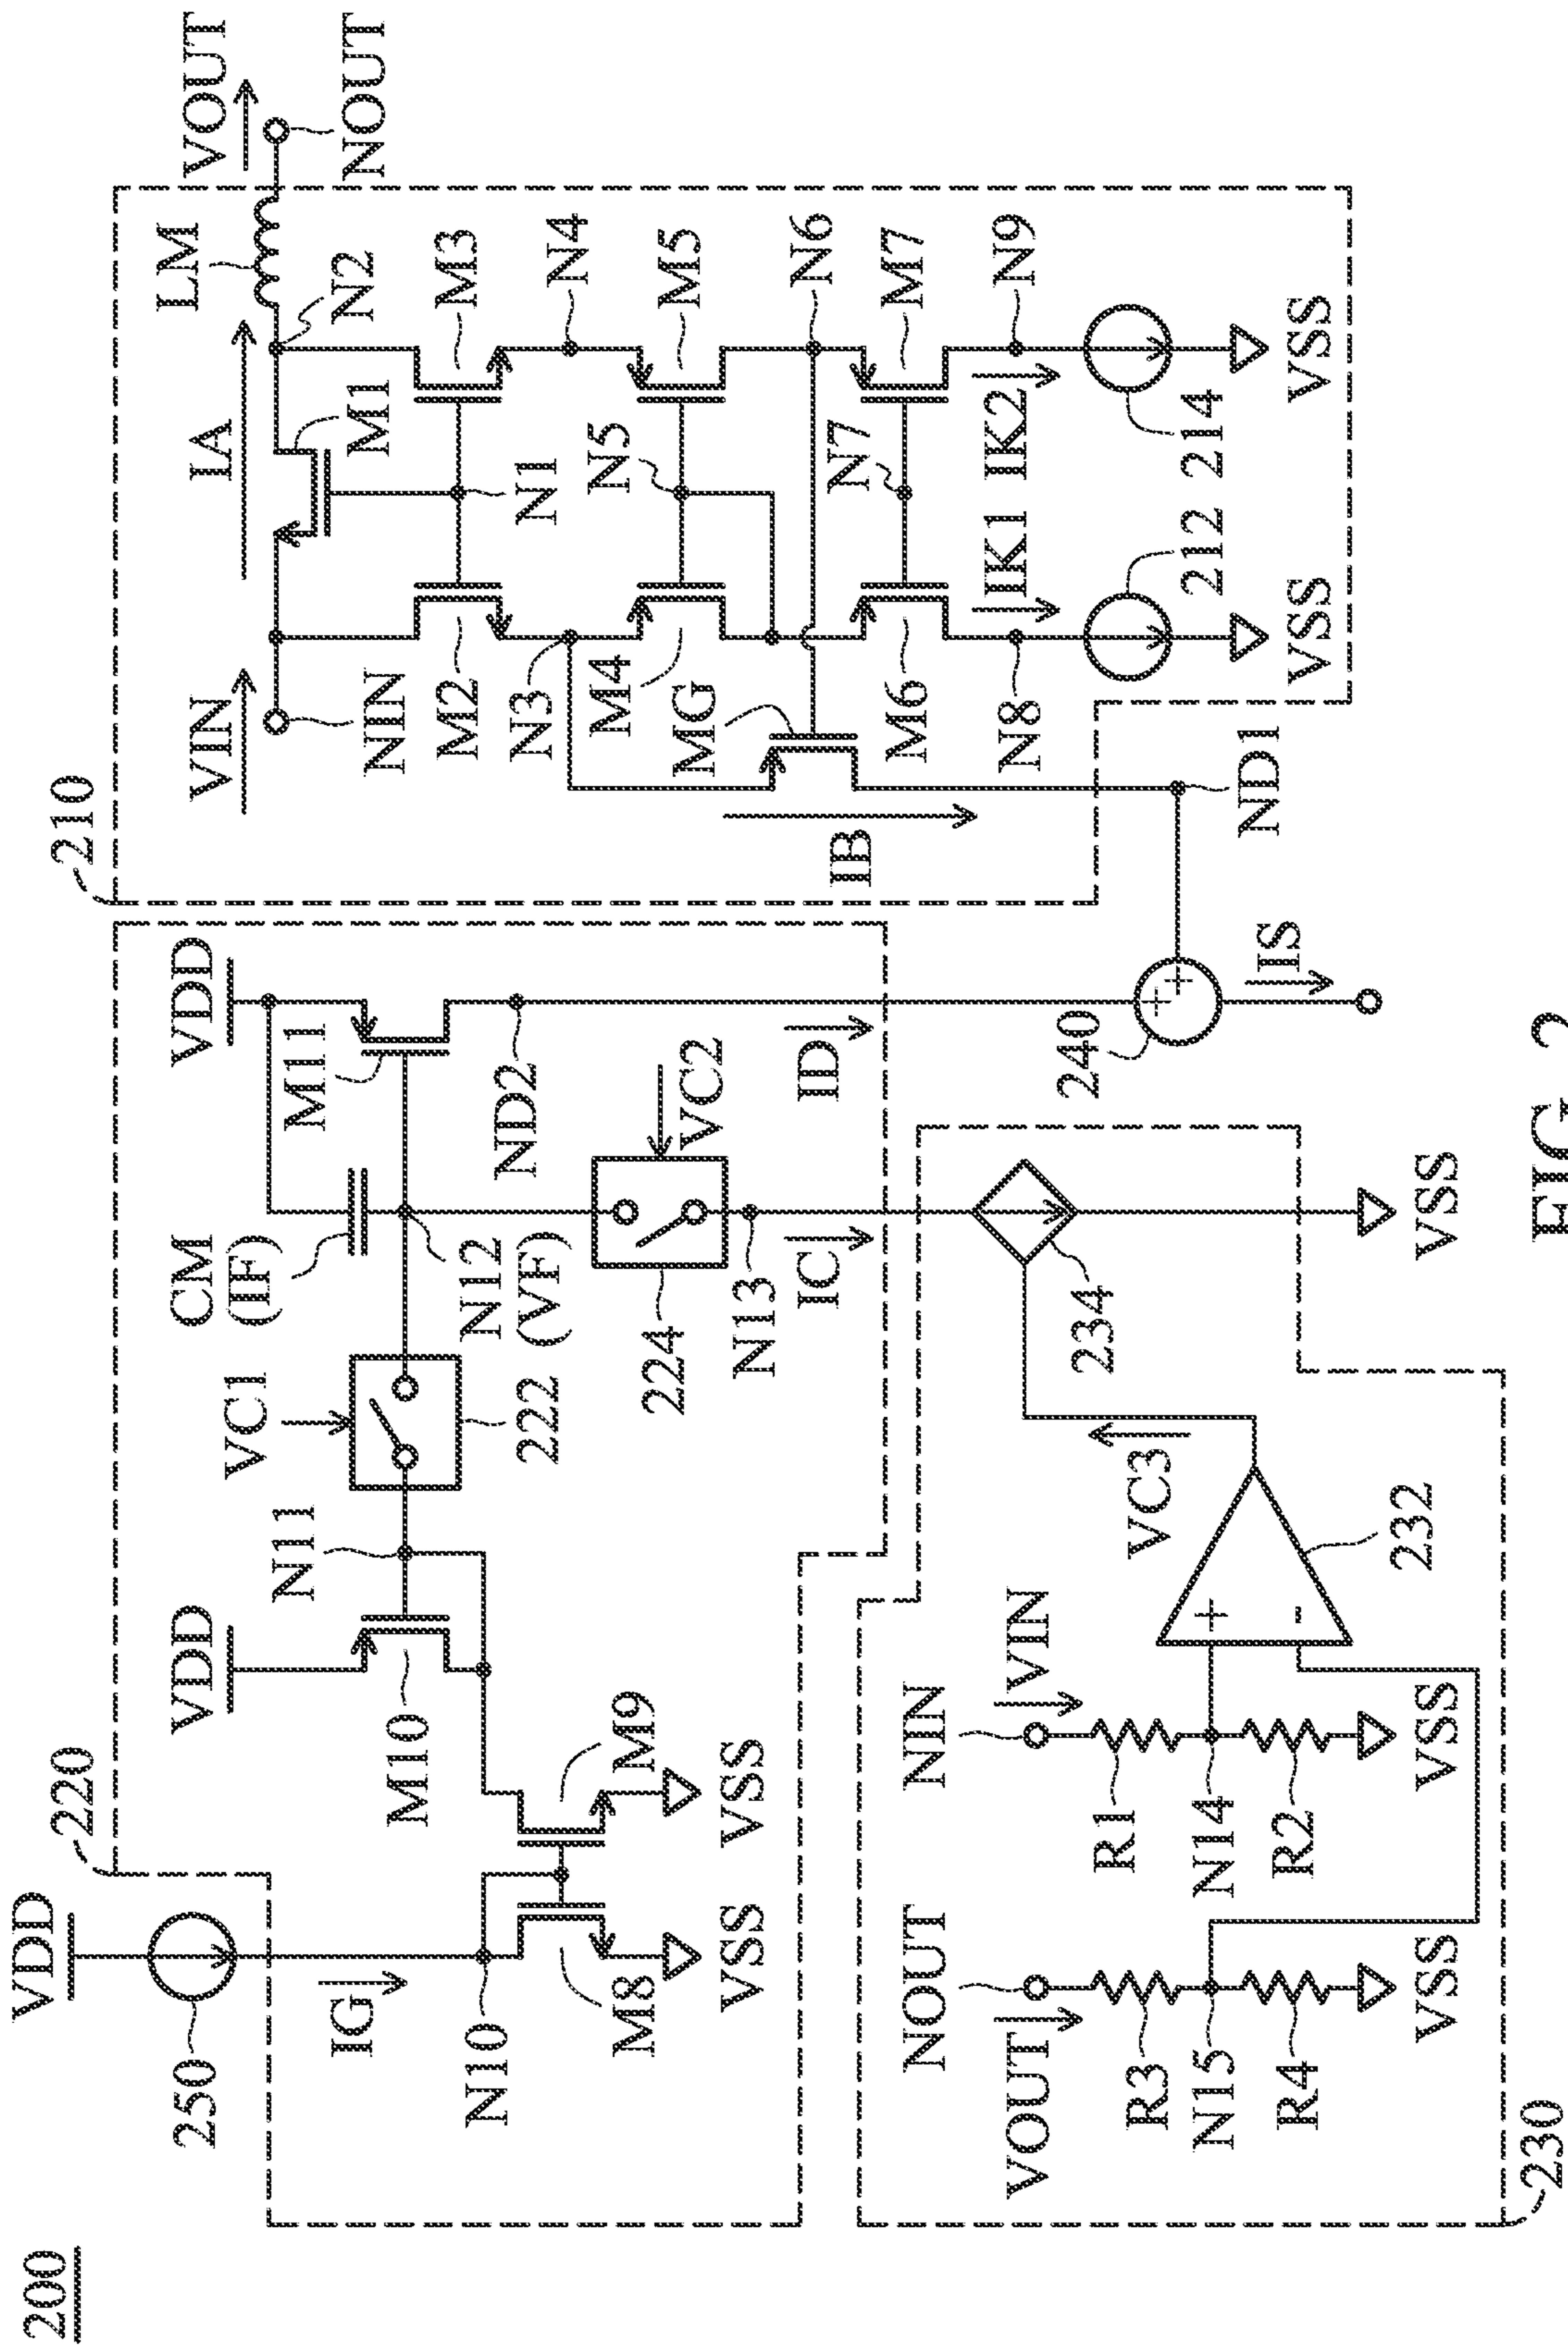 200
220
210
VDD
250
IG
N10
M8
VSS
M9
VSS
VDD
M10
N11
VC1
222
CM
(IF)
N12
(VF)
224
VC2
N13
IC
VDD
M11
ND2
ID
240
IS
VIN
NIN
IA
M1
LM
N2
VOUT
NOUT
M2
N1
M3
N3
N4
M4
N5
M5
MG
N6
IB
M6
N7
M7
N8
IK1
IK2
N9
212
214
VSS
VSS
ND1
NOUT
VOUT
R3
N15
R4
VSS
NIN
VIN
R1
N14
R2
VSS
+
-
232
VC3
234
VSS
+
+
230
FIG. 2